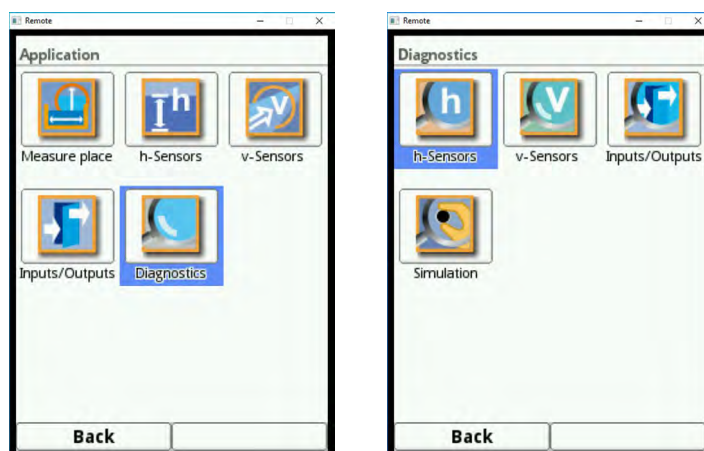 Remote
Application
Measure place
h-Sensors
v-Sensors
Inputs/Outputs
Diagnostics
Back
Remote
Diagnostics
h-Sensors
v-Sensors
Inputs/Outputs
Simulation
Back